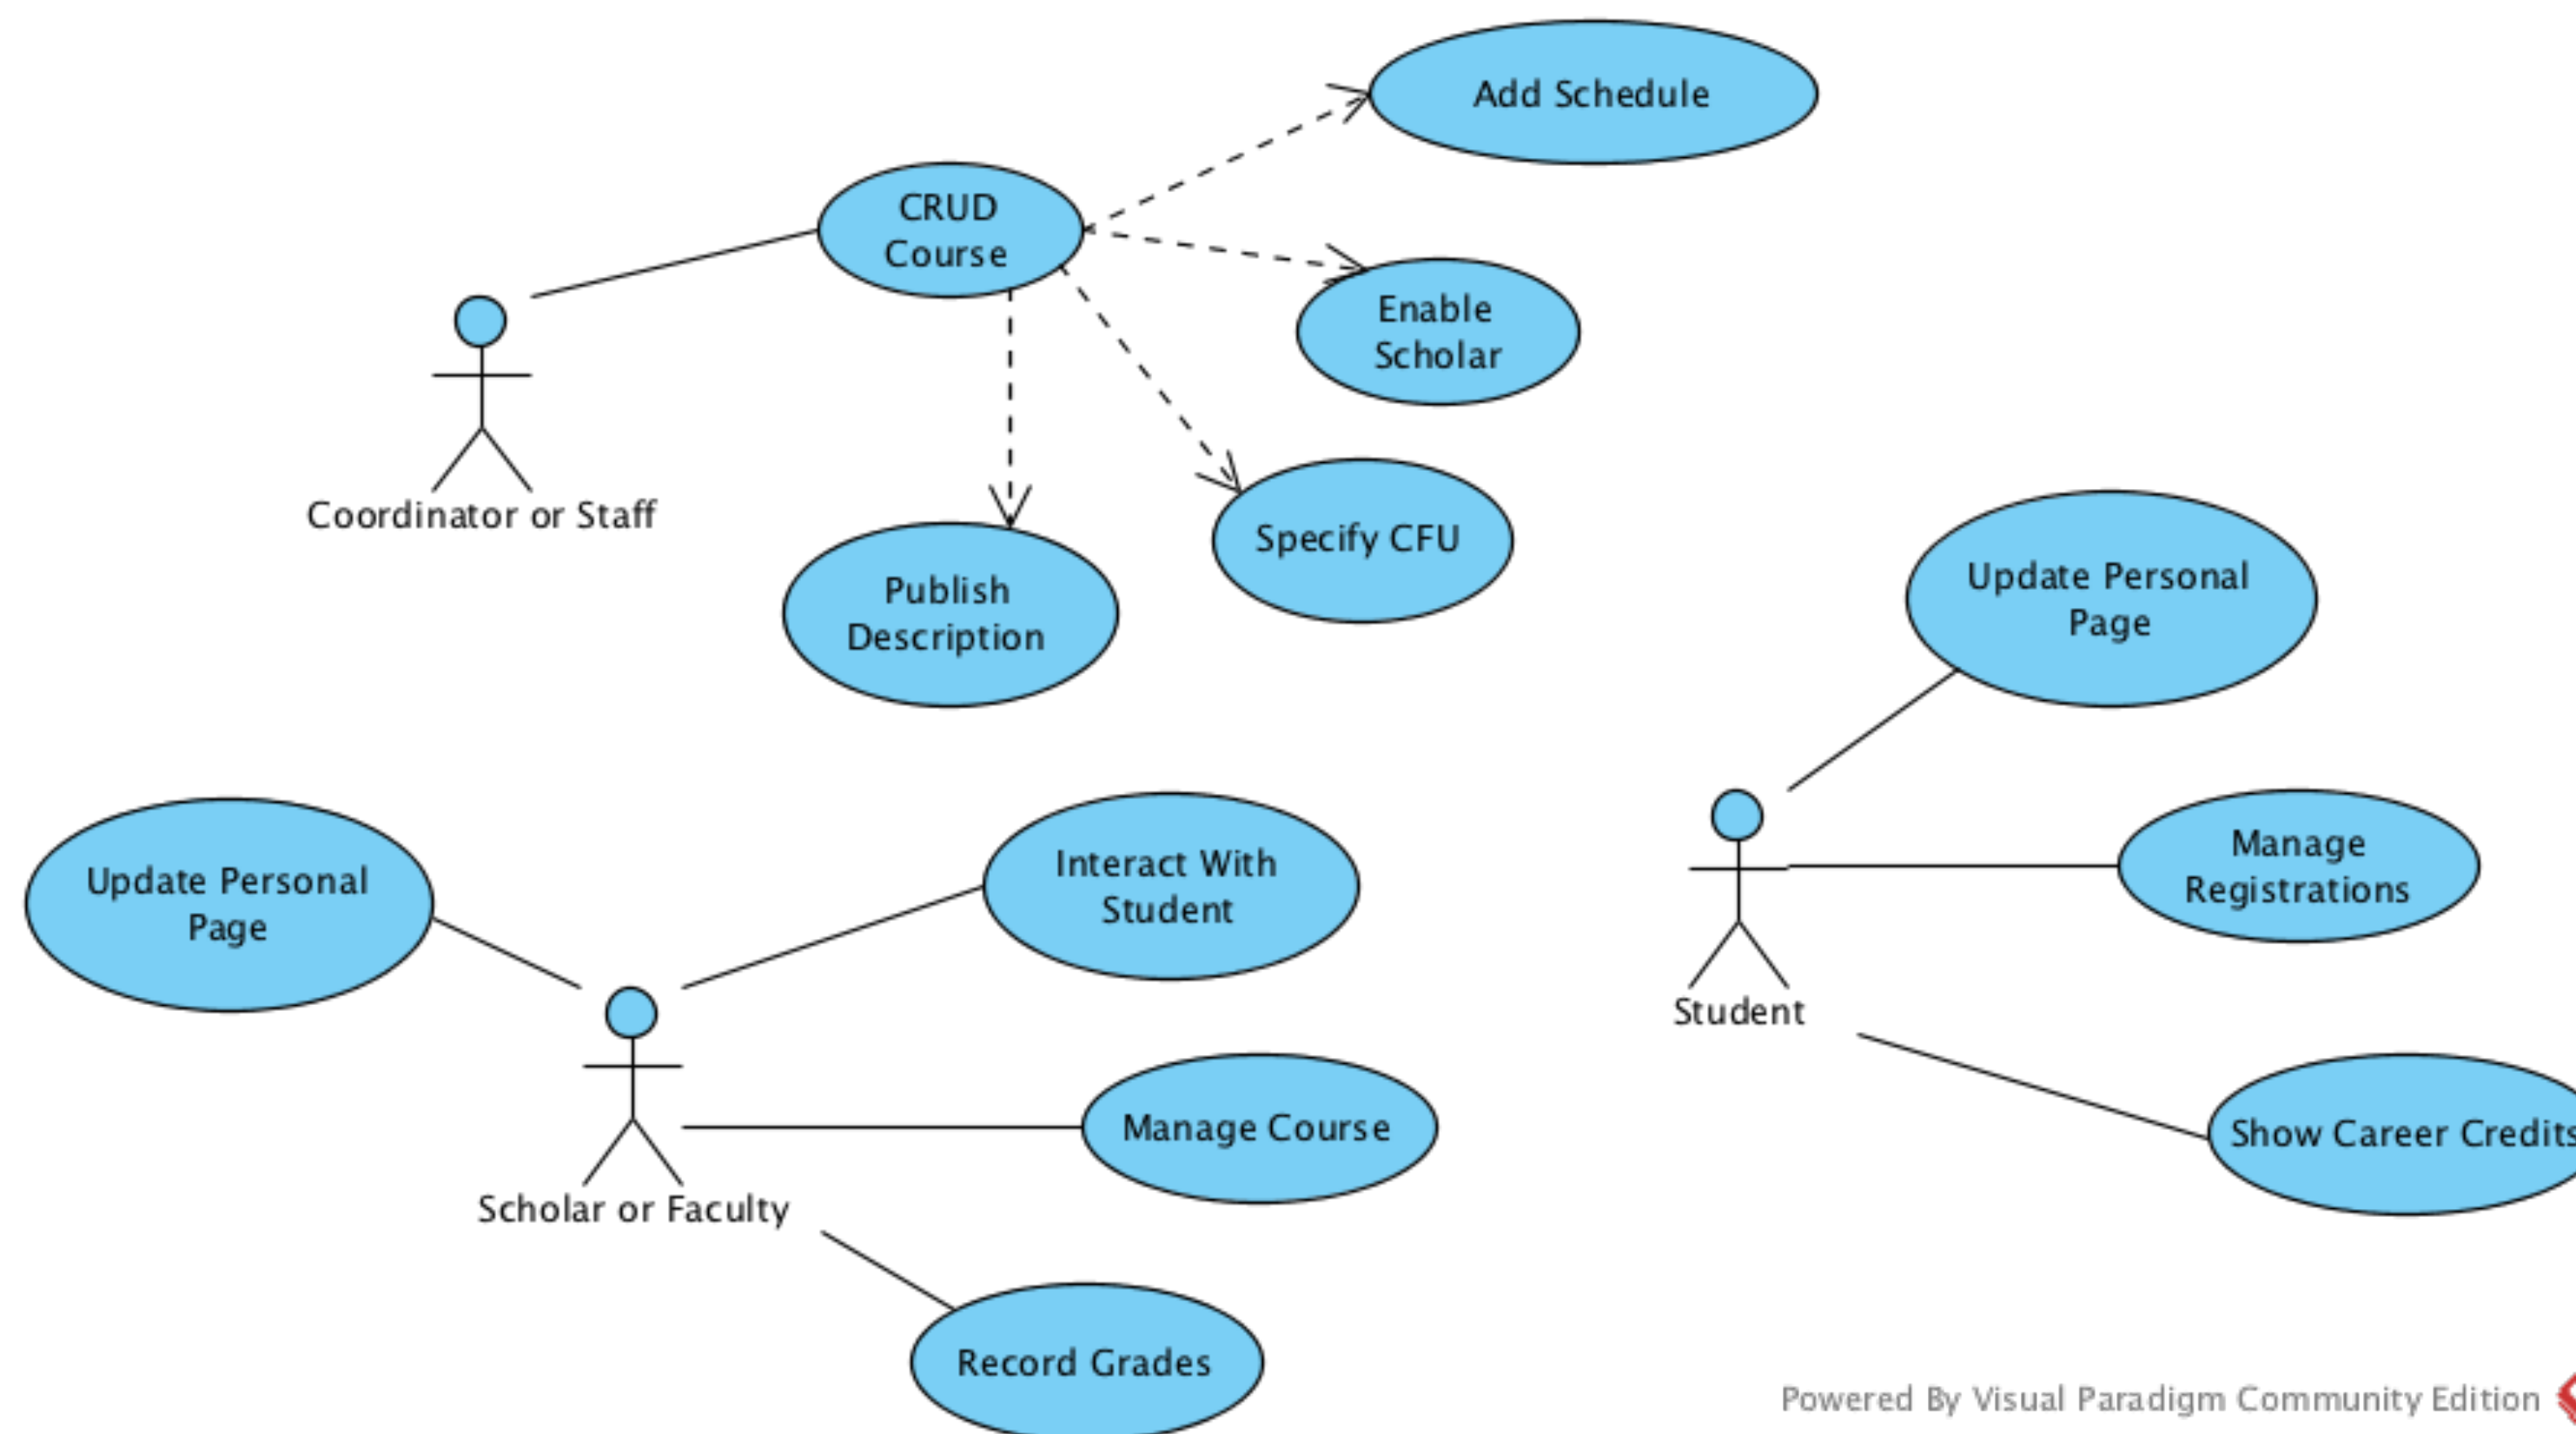 Add Schedule
CRUD
Course
Enable
Scholar
Coordinator or Staff
Specify CFU
Publish
Description
Update Personal
Page
Update Personal
Page
Interact With
Student
Manage
Registrations
Student
Manage Course
Show Career Credits
Scholar or Faculty
Record Grades
Powered By Visual Paradigm Community Edition